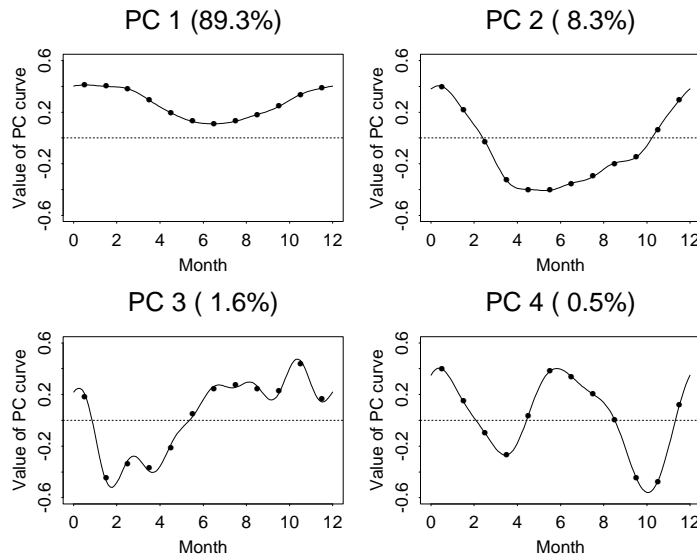 PC 1 (89.3%)
Value of PC curve
-0.6 -0.2 0.2 0.6
0 2 4 6 8 10 12
Month
PC 2 ( 8.3%)
Value of PC curve
-0.6 -0.2 0.2 0.6
0 2 4 6 8 10 12
Month
PC 3 ( 1.6%)
Value of PC curve
-0.6 -0.2 0.2 0.6
0 2 4 6 8 10 12
Month
PC 4 ( 0.5%)
Value of PC curve
-0.6 -0.2 0.2 0.6
0 2 4 6 8 10 12
Month